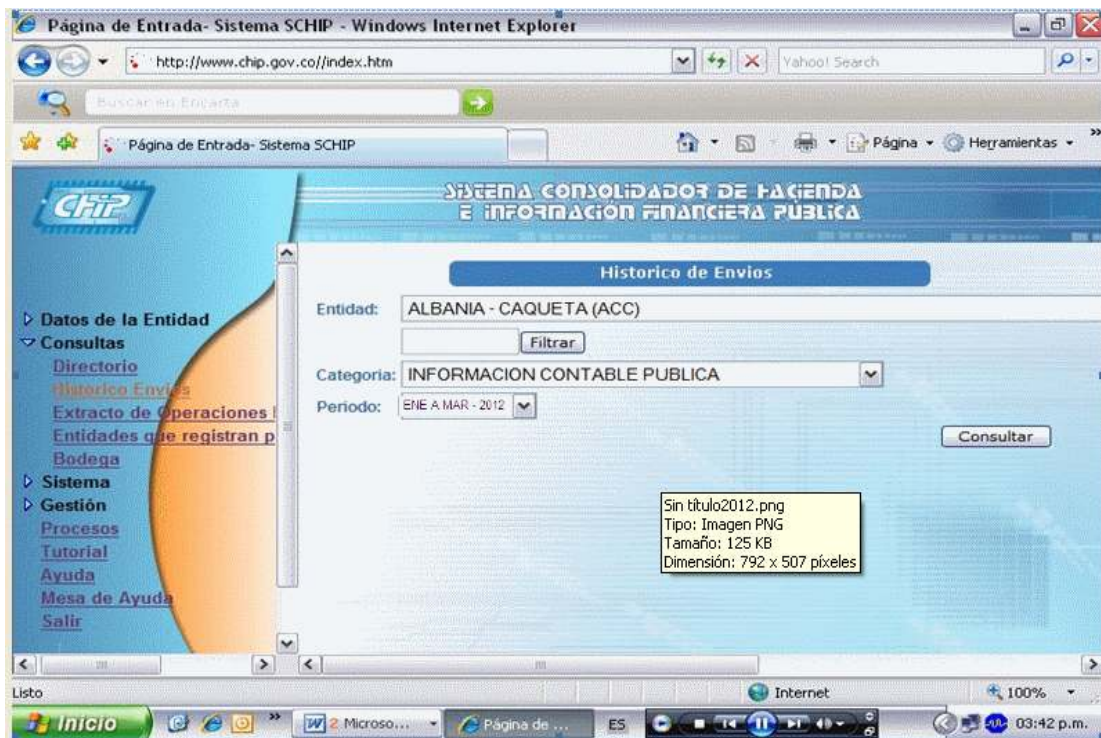 Página de Entrada- Sistema SCHIP - Windows Internet Explorer
http://www.chip.gov.co//index.htm
Yahoo! Search
Buscar en Encarta
Página de Entrada- Sistema SCHIP
Página
Herramientas
CHIP
SISTEMA CONSOLIDADOR DE HACIENDA
E INFORMACIÓN FINANCIERA PÚBLICA
Historico de Envios
Entidad: ALBANIA - CAQUETA (ACC)
Filtrar
Categoria: INFORMACION CONTABLE PUBLICA
Periodo: ENE A MAR - 2012
Consultar
Datos de la Entidad
Consultas
Directorio
Historico Envios
Extracto de Operaciones
Entidades que registran p
Bodega
Sistema
Gestión
Procesos
Tutorial
Ayuda
Mesa de Ayuda
Salir
Sin título2012.png
Tipo: Imagen PNG
Tamaño: 125 KB
Dimensión: 792 x 507 píxeles
Listo
Internet
100%
Inicio
2 Microso...
Página de ...
ES
03:42 p.m.